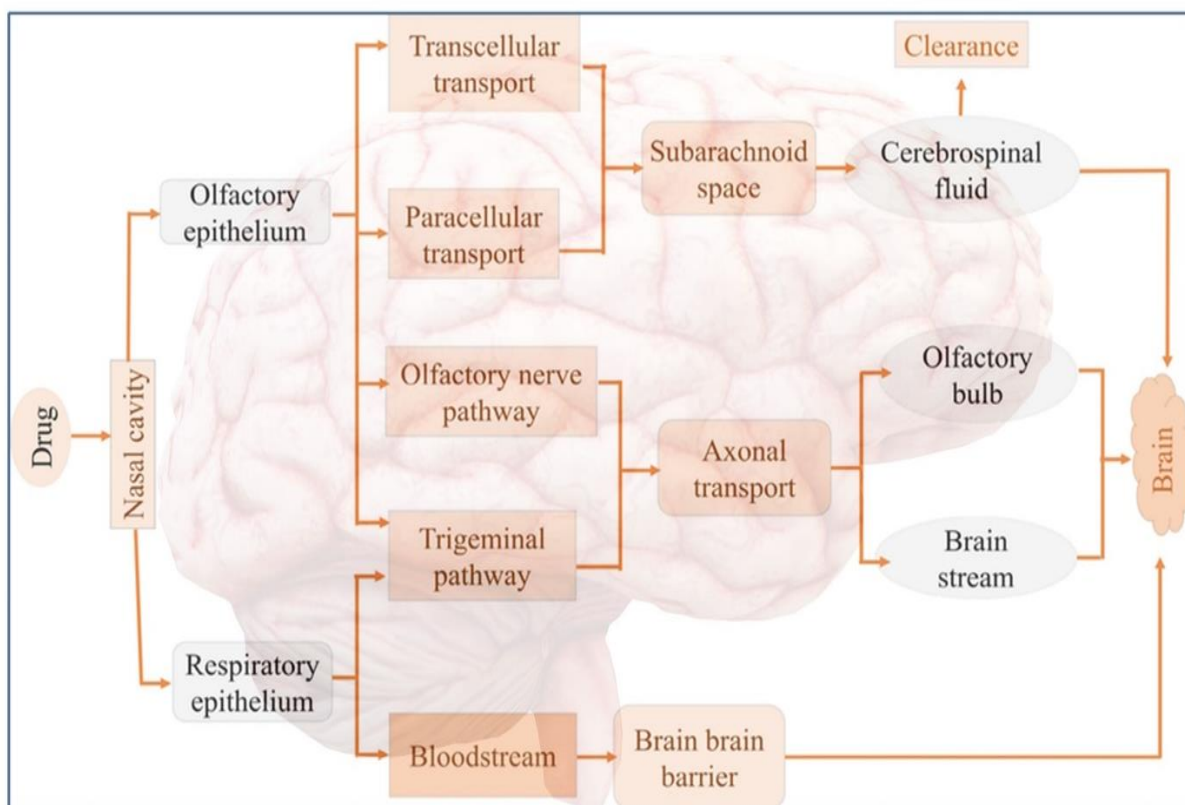 Drug
Nasal cavity
Olfactory
epithelium
Respiratory
epithelium
Transcellular
transport
Paracellular
transport
Olfactory nerve
pathway
Trigeminal
pathway
Bloodstream
Subarachnoid
space
Axonal
transport
Brain brain
barrier
Clearance
Cerebrospinal
fluid
Olfactory
bulb
Brain
stream
Brain